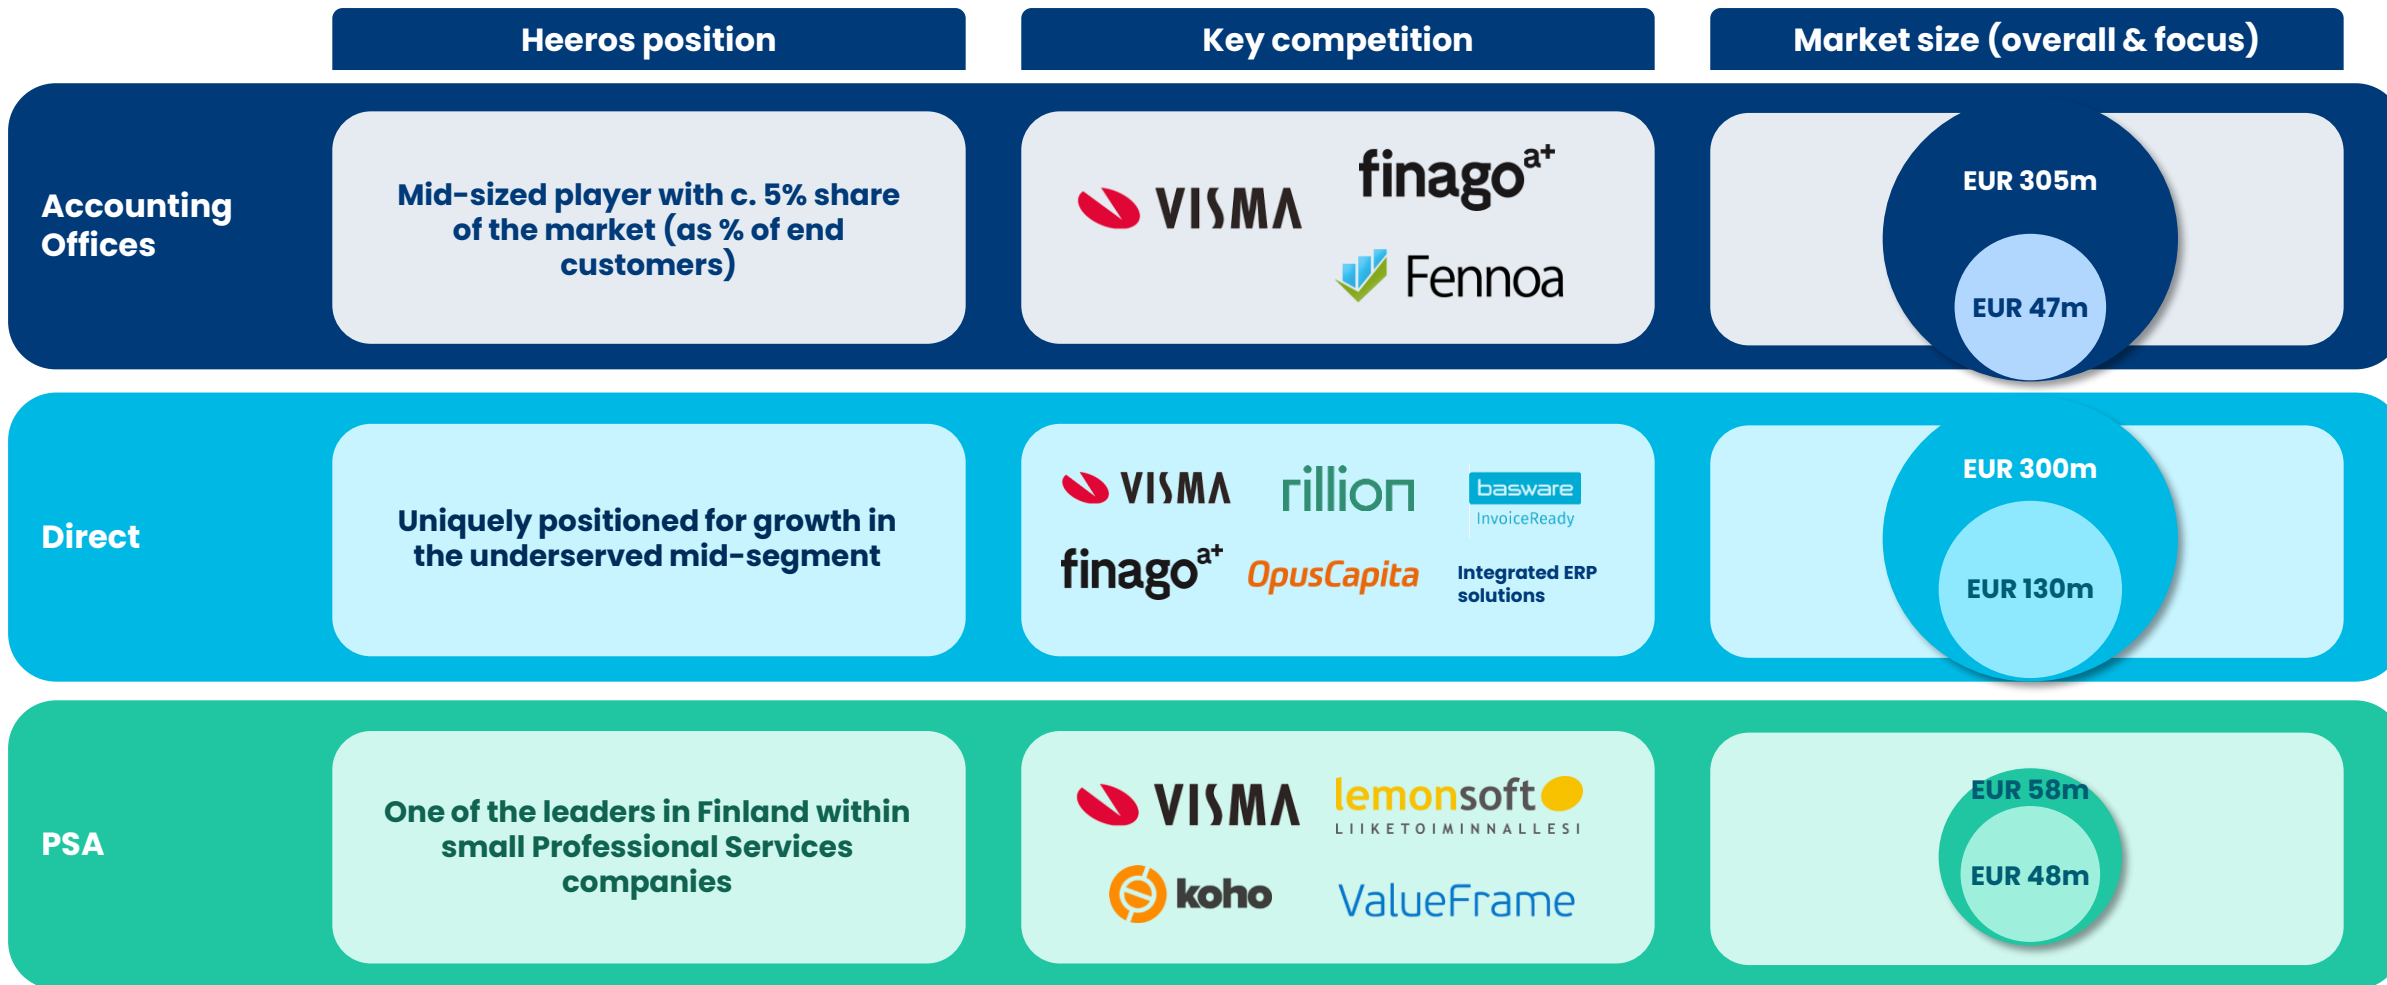 Heeros position
Key competition
Market size (overall & focus)
Accounting
Offices
Mid-sized player with c. 5% share
of the market (as % of end
customers)
VISMA
finago a+
Fennoa
EUR 305m
EUR 47m
Direct
Uniquely positioned for growth in
the underserved mid-segment
VISMA
rillion
basware
InvoiceReady
finago a+
OpusCapita
Integrated ERP
solutions
EUR 300m
EUR 130m
PSA
One of the leaders in Finland within
small Professional Services
companies
VISMA
lemonsoft
LIIKETOIMINNALLESI
koho
ValueFrame
EUR 58m
EUR 48m